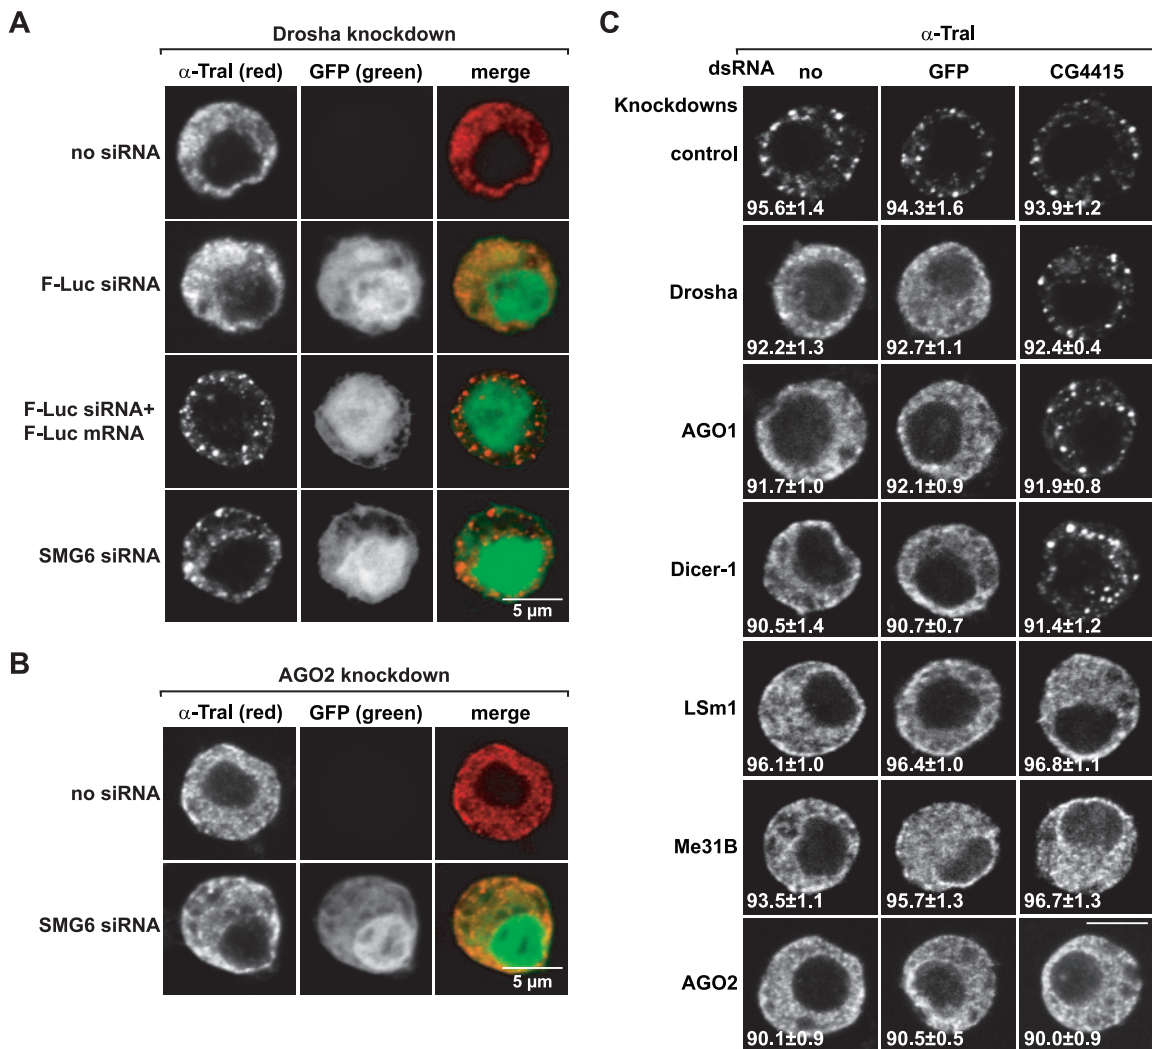 A
Drosha knockdown
α-Tral (red) GFP (green) merge
no siRNA
F-Luc siRNA
F-Luc siRNA+
F-Luc mRNA
SMG6 siRNA
5 μm
B
AGO2 knockdown
α-Tral (red) GFP (green) merge
no siRNA
SMG6 siRNA
5 μm
C
α-Tral
dsRNA no GFP CG4415
Knockdowns
control
95.6±1.4 94.3±1.6 93.9±1.2
Drosha
92.2±1.3 92.7±1.1 92.4±0.4
AGO1
91.7±1.0 92.1±0.9 91.9±0.8
Dicer-1
90.5±1.4 90.7±0.7 91.4±1.2
LSm1
96.1±1.0 96.4±1.0 96.8±1.1
Me31B
93.5±1.1 95.7±1.3 96.7±1.3
AGO2
90.1±0.9 90.5±0.5 90.0±0.9